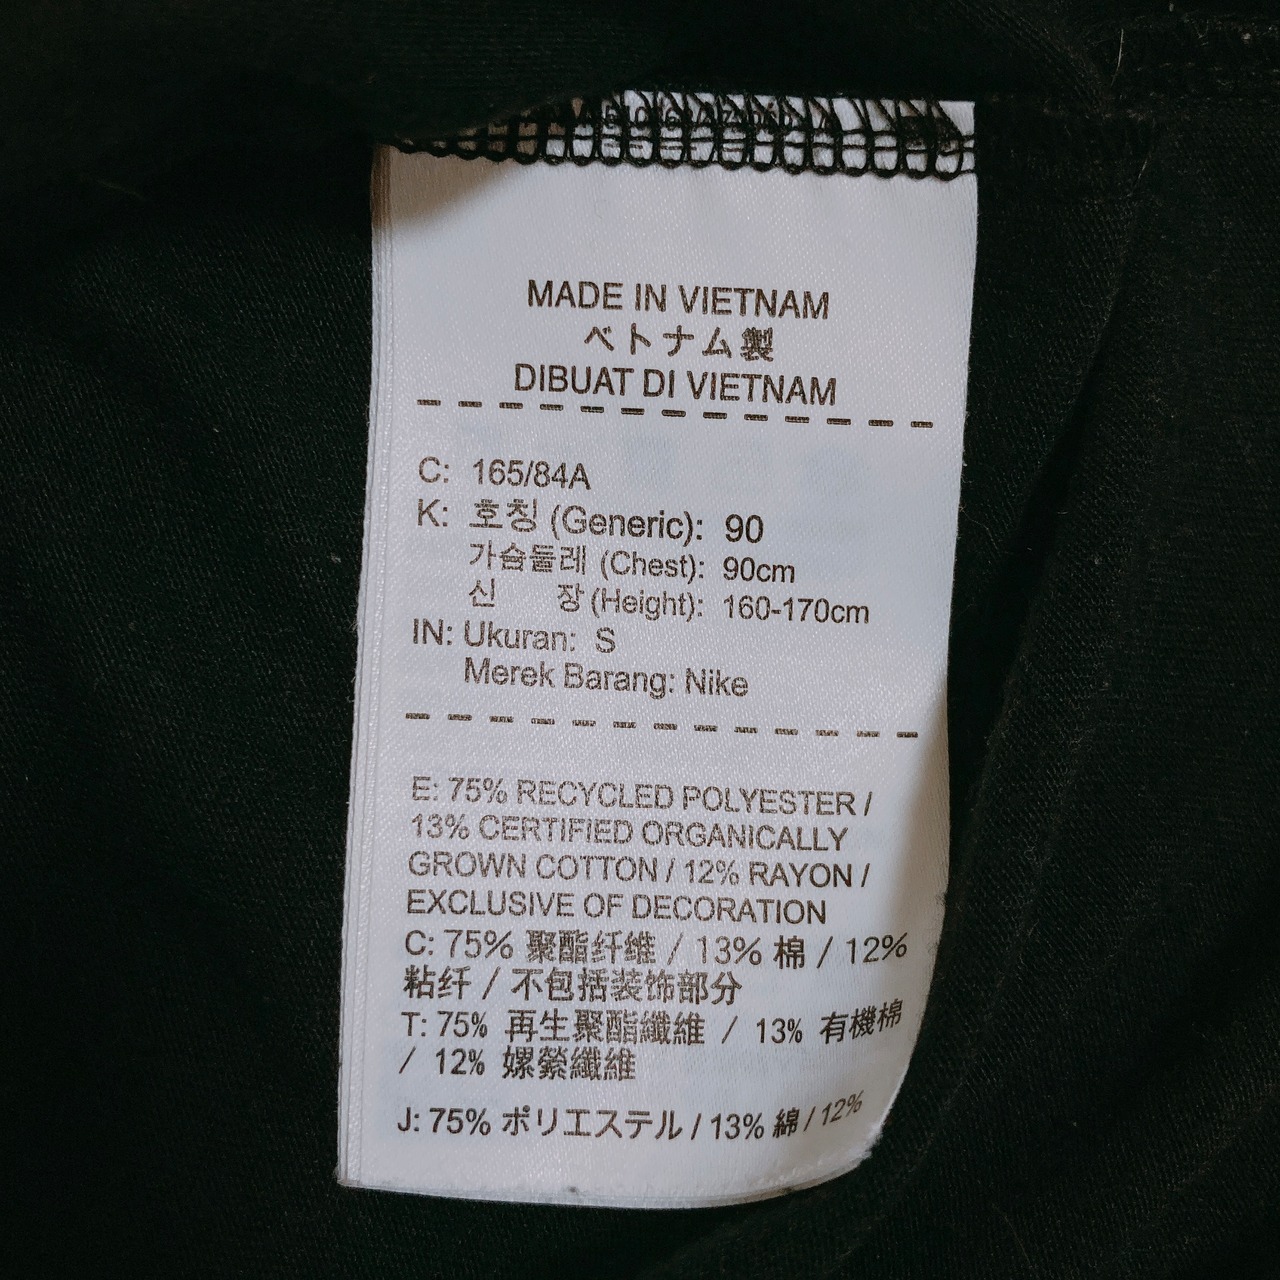 MADE IN VIETNAM
ベトナム製
DIBUAT DI VIETNAM
C: 165/84A
K: 호칭 (Generic): 90
가슴둘레 (Chest): 90cm
신 장 (Height): 160-170cm
IN: Ukuran: S
Merek Barang: Nike
E: 75% RECYCLED POLYESTER /
13% CERTIFIED ORGANICALLY
GROWN COTTON / 12% RAYON /
EXCLUSIVE OF DECORATION
C: 75% 聚酯纤维 / 13% 棉 / 12%
粘纤 / 不包括装饰部分
T: 75% 再生聚酯纖維 / 13% 有機棉
/ 12% 嫘縈纖維
J: 75% ポリエステル / 13% 綿 / 12%